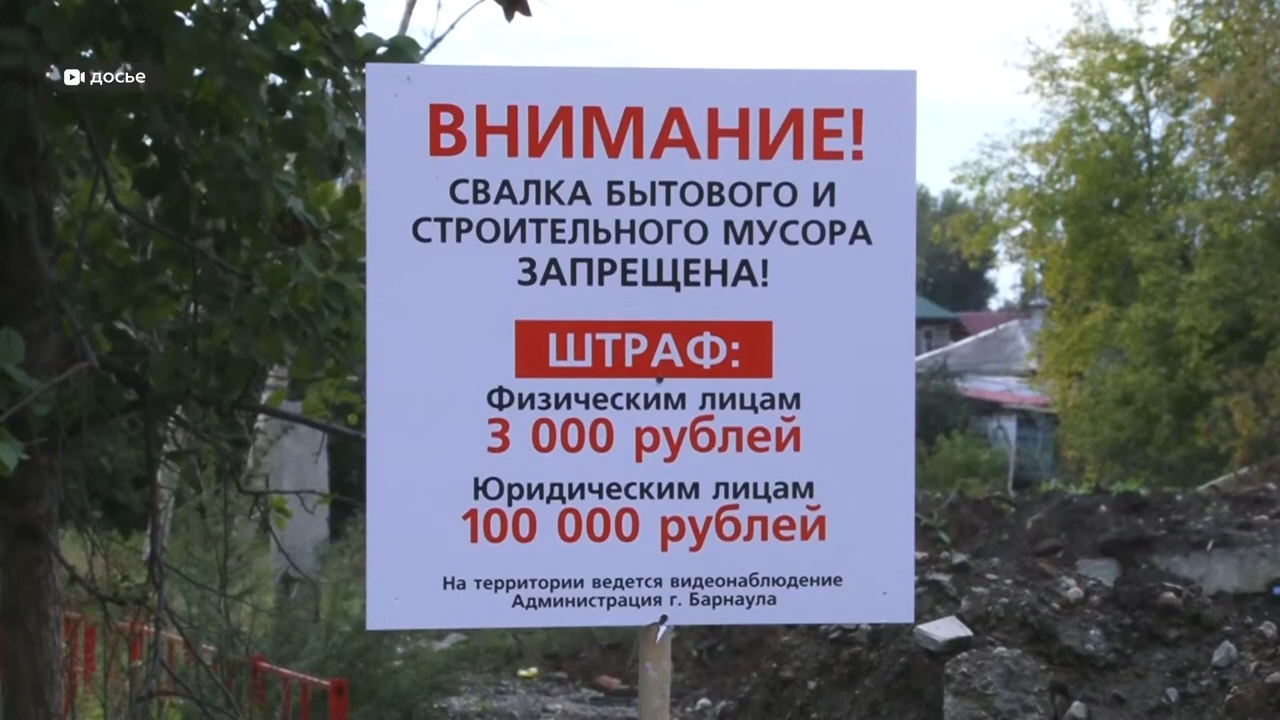 досье
ВНИМАНИЕ!
СВАЛКА БЫТОВОГО И
СТРОИТЕЛЬНОГО МУСОРА
ЗАПРЕЩЕНА!
ШТРАФ:
Физическим лицам
3 000 рублей
Юридическим лицам
100 000 рублей
На территории ведется видеонаблюдение
Администрация г. Барнаула